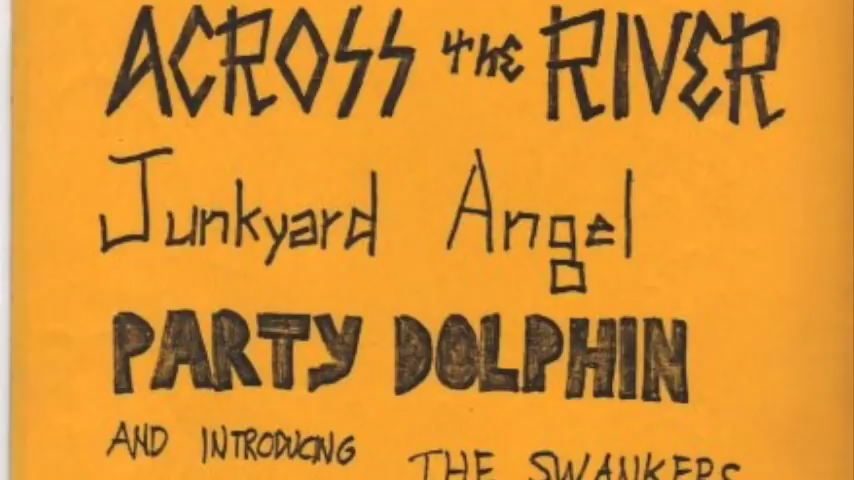 ACROSS the RIVER
Junkyard Angel
PARTY DOLPHIN
AND INTRODUCING THE SWANKERS